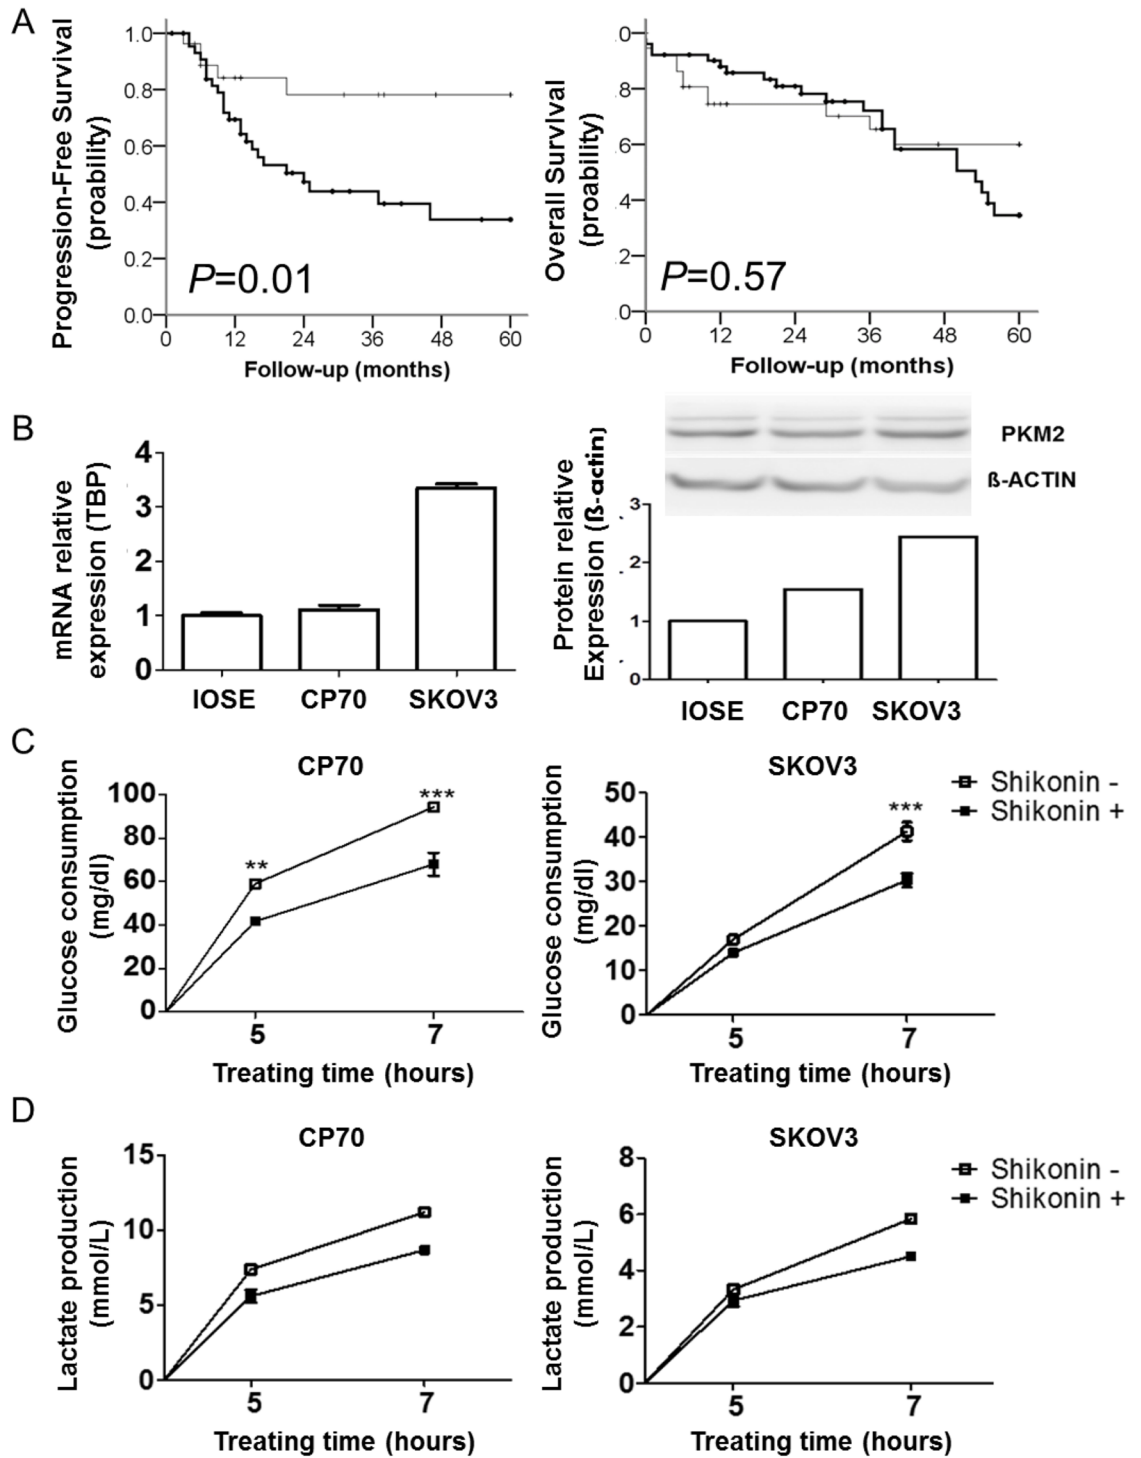 A
Progression-Free Survival
(proability)
1.0
0.8
0.6
0.4
0.2
0.0
P=0.01
0 12 24 36 48 60
Follow-up (months)
Overall Survival
(proability)
.0
.8
.6
.4
.2
.0
P=0.57
0 12 24 36 48 60
Follow-up (months)
B
mRNA relative
expression (TBP)
4
3
2
1
0
IOSE CP70 SKOV3
PKM2
ß-ACTIN
Protein relative
Expression (ß-actin)
3
2
1
0
IOSE CP70 SKOV3
C
CP70
Glucose consumption
(mg/dl)
100
80
60
40
20
0
**
***
5 7
Treating time (hours)
SKOV3
Glucose consumption
(mg/dl)
50
40
30
20
10
0
***
5 7
Treating time (hours)
Shikonin -
Shikonin +
D
CP70
Lactate production
(mmol/L)
15
10
5
0
5 7
Treating time (hours)
SKOV3
Lactate production
(mmol/L)
8
6
4
2
0
5 7
Treating time (hours)
Shikonin -
Shikonin +